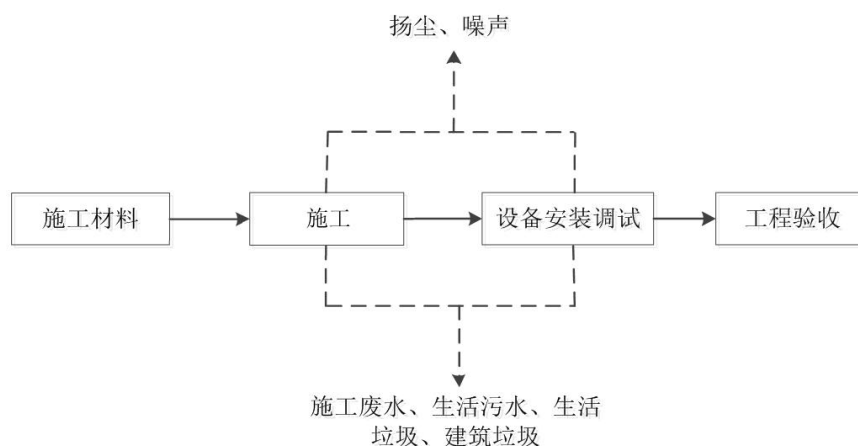 扬尘、噪声
施工材料
施工
设备安装调试
工程验收
施工废水、生活污水、生活
垃圾、建筑垃圾